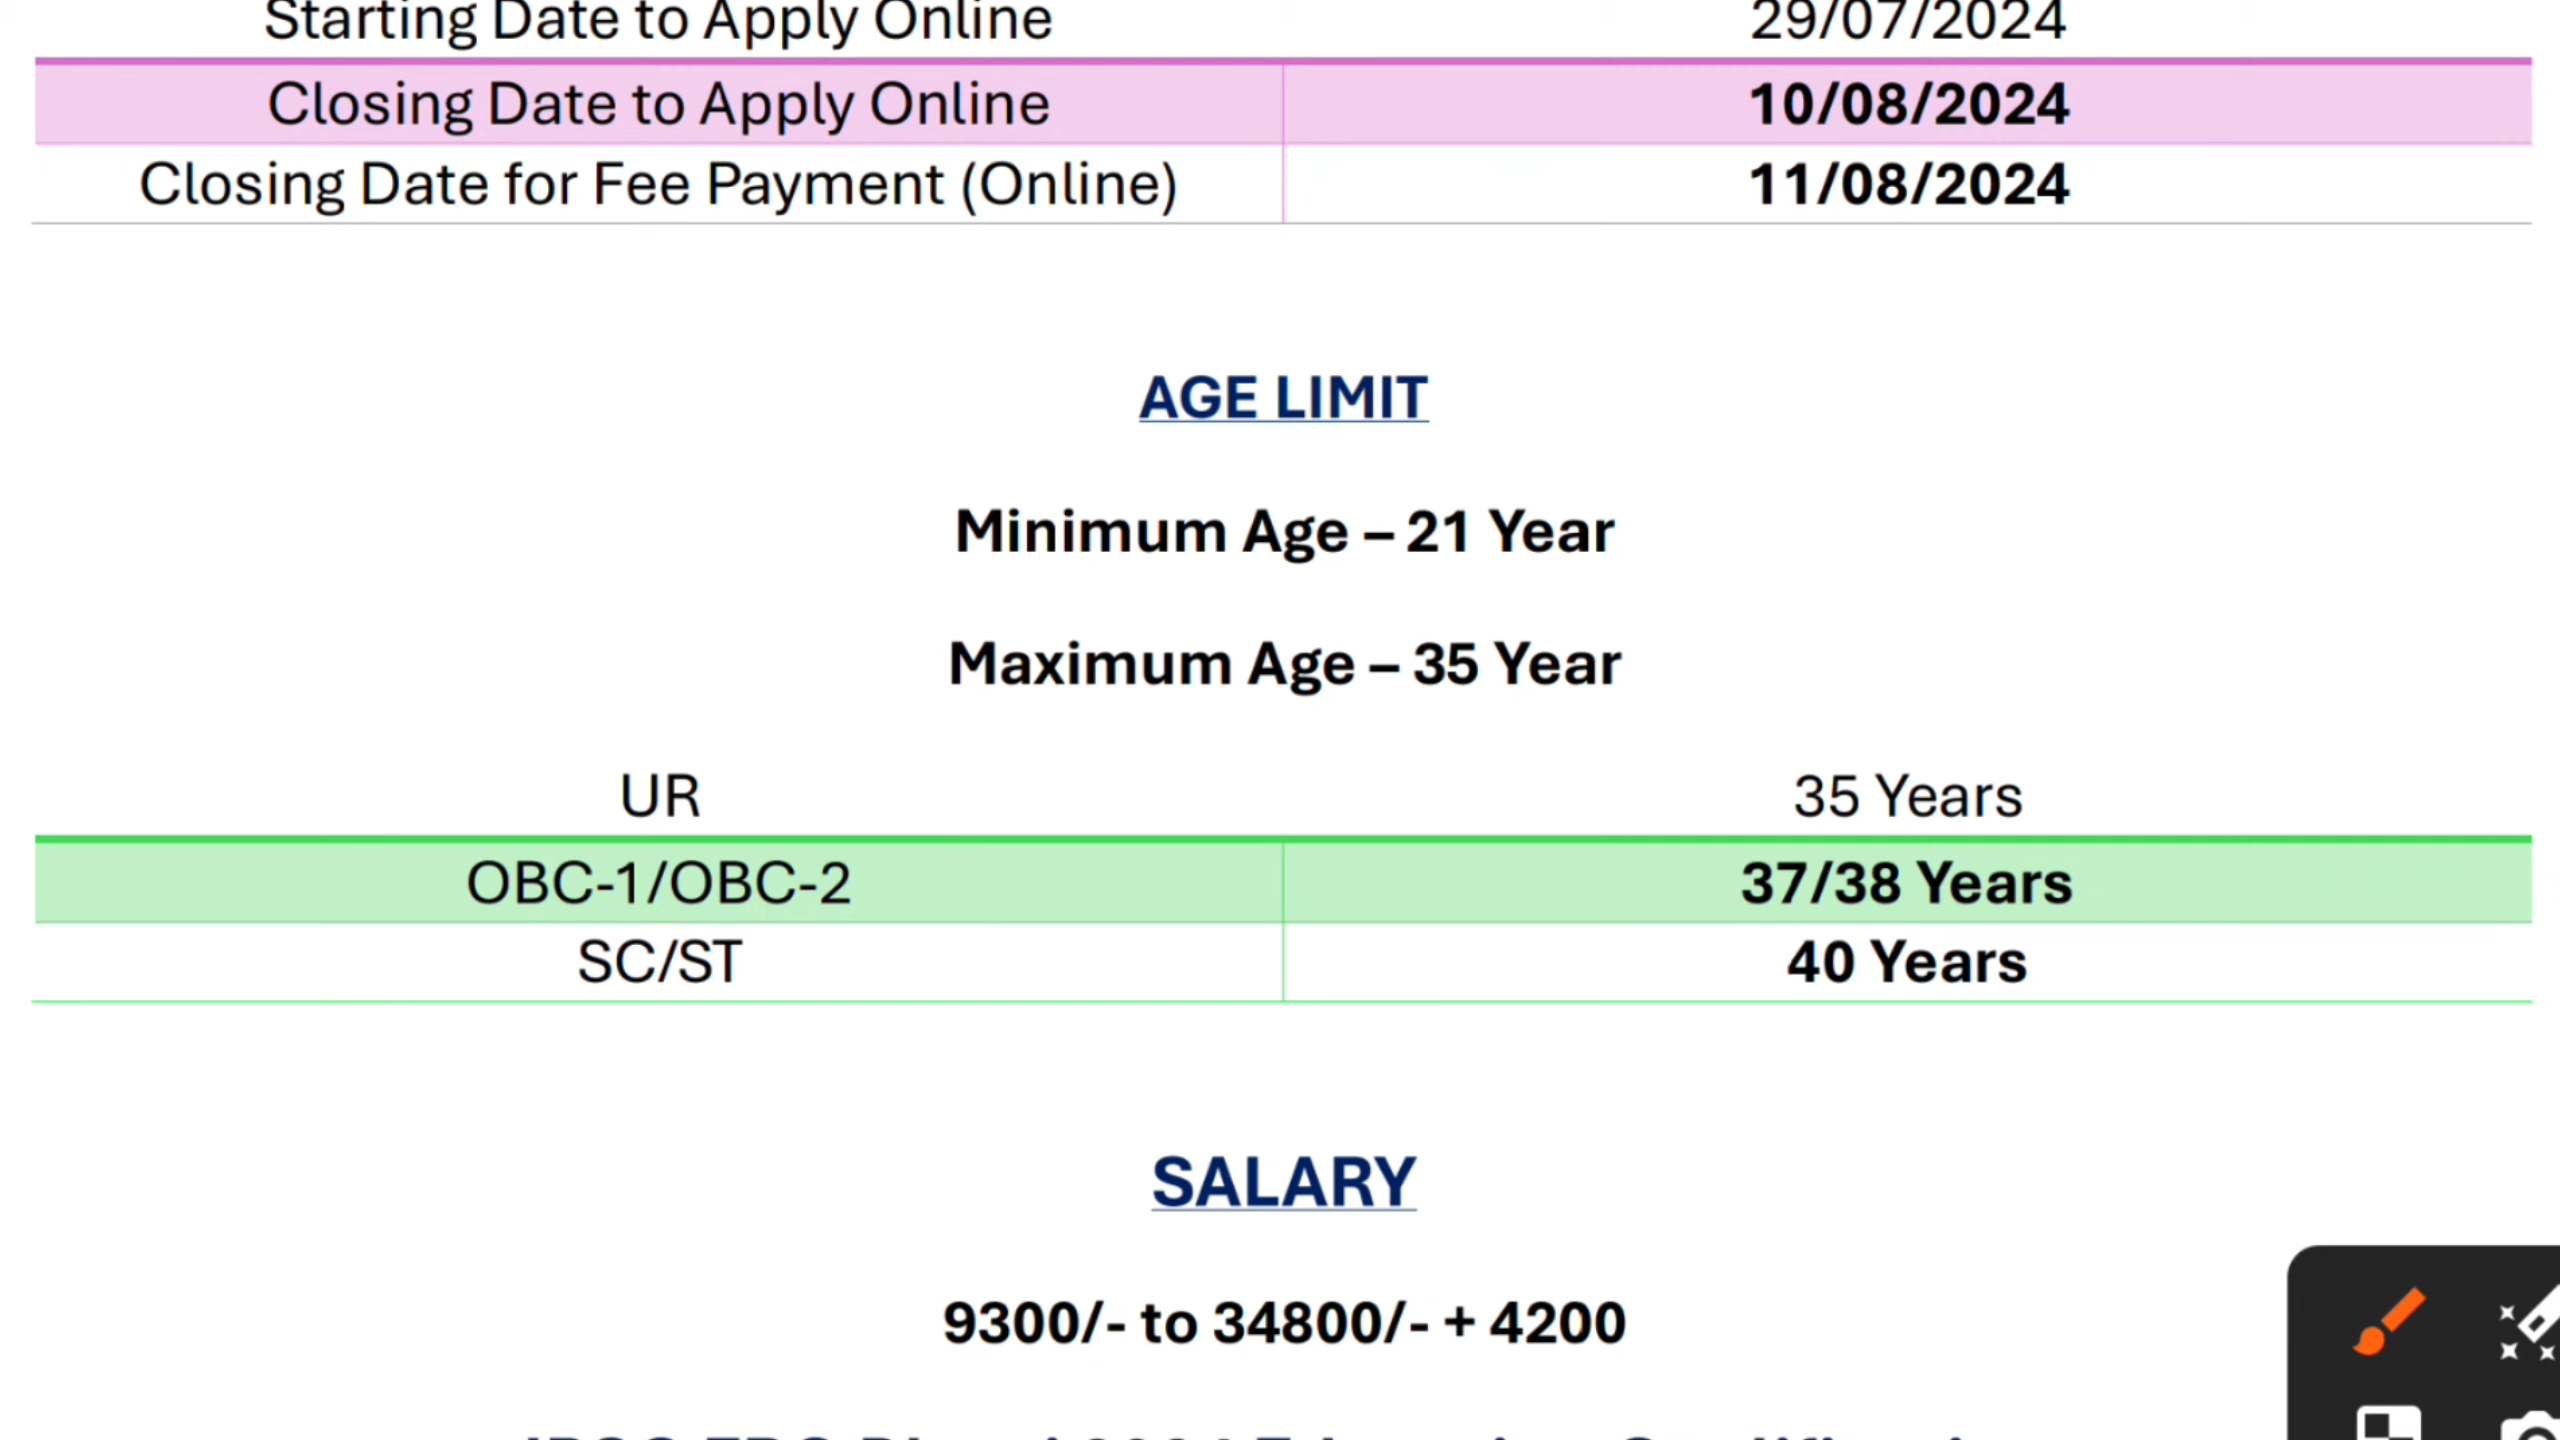 Starting Date to Apply Online 29/07/2024
Closing Date to Apply Online 10/08/2024
Closing Date for Fee Payment (Online) 11/08/2024
AGE LIMIT
Minimum Age – 21 Year
Maximum Age – 35 Year
UR 35 Years
OBC-1/OBC-2 37/38 Years
SC/ST 40 Years
SALARY
9300/- to 34800/- + 4200